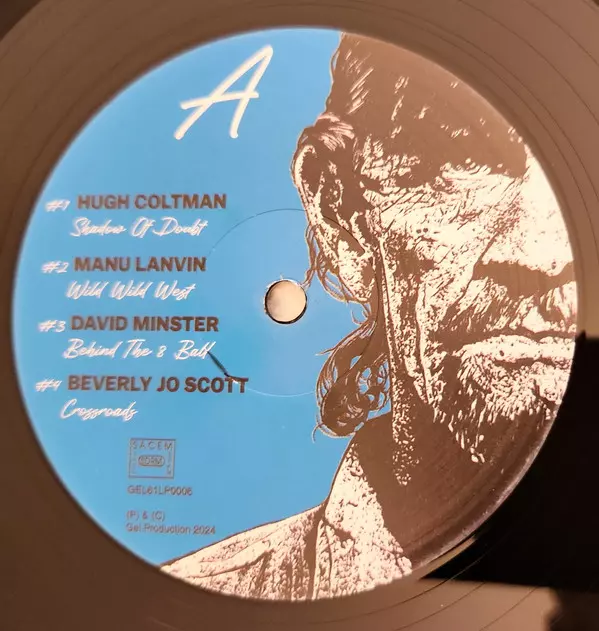 A
#1 HUGH COLTMAN
Shadow Of Doubt
#2 MANU LANVIN
Wild Wild West
#3 DAVID MINSTER
Behind The 8 Ball
#4 BEVERLY JO SCOTT
Crossroads
SACEM
SDRM
GEL61LP0006
(P) & (C)
Gel Production 2024